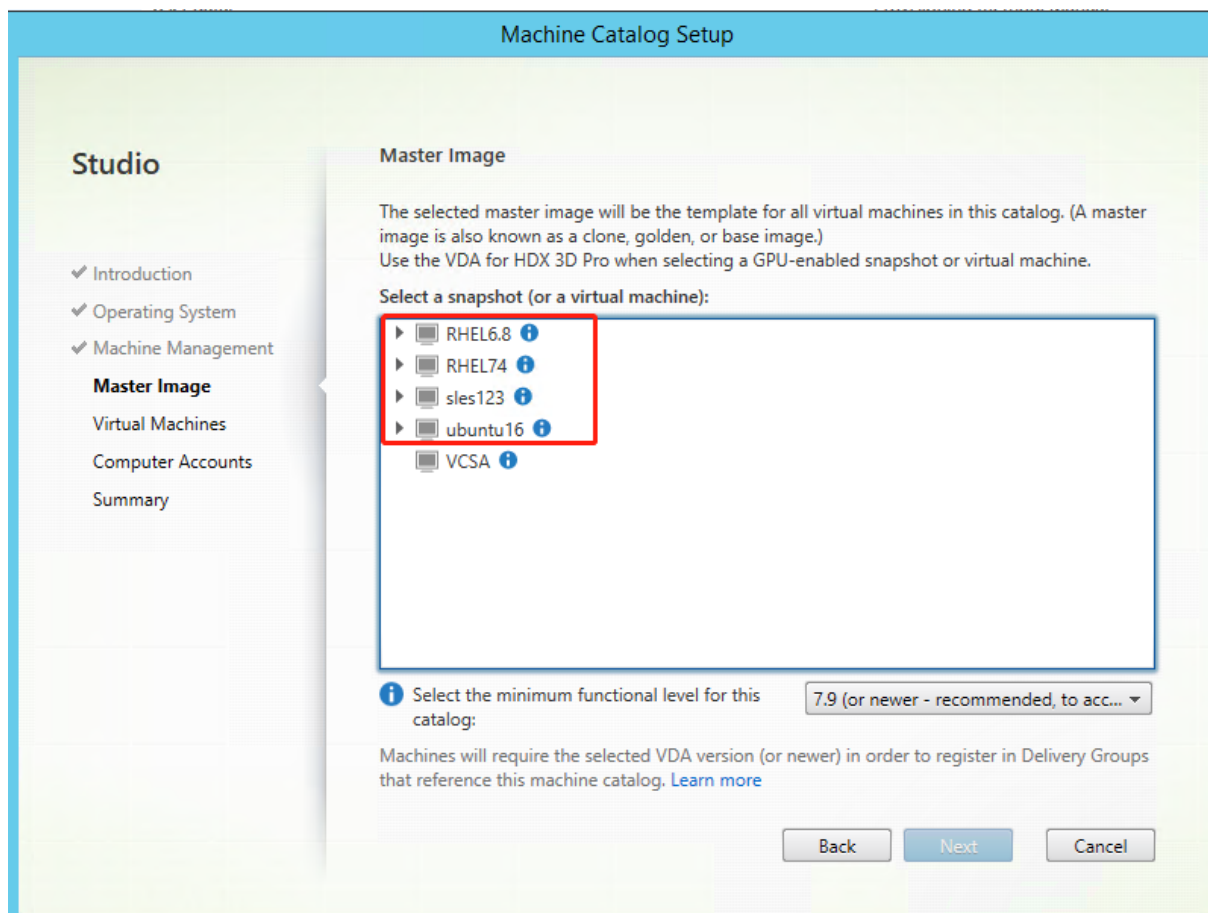 Machine Catalog Setup
Studio
Introduction
Operating System
Machine Management
Master Image
Virtual Machines
Computer Accounts
Summary
Master Image
The selected master image will be the template for all virtual machines in this catalog. (A master
image is also known as a clone, golden, or base image.)
Use the VDA for HDX 3D Pro when selecting a GPU-enabled snapshot or virtual machine.
Select a snapshot (or a virtual machine):
RHEL6.8
RHEL74
sles123
ubuntu16
VCSA
Select the minimum functional level for this
catalog:
7.9 (or newer - recommended, to acc...
Machines will require the selected VDA version (or newer) in order to register in Delivery Groups
that reference this machine catalog. Learn more
Back
Next
Cancel